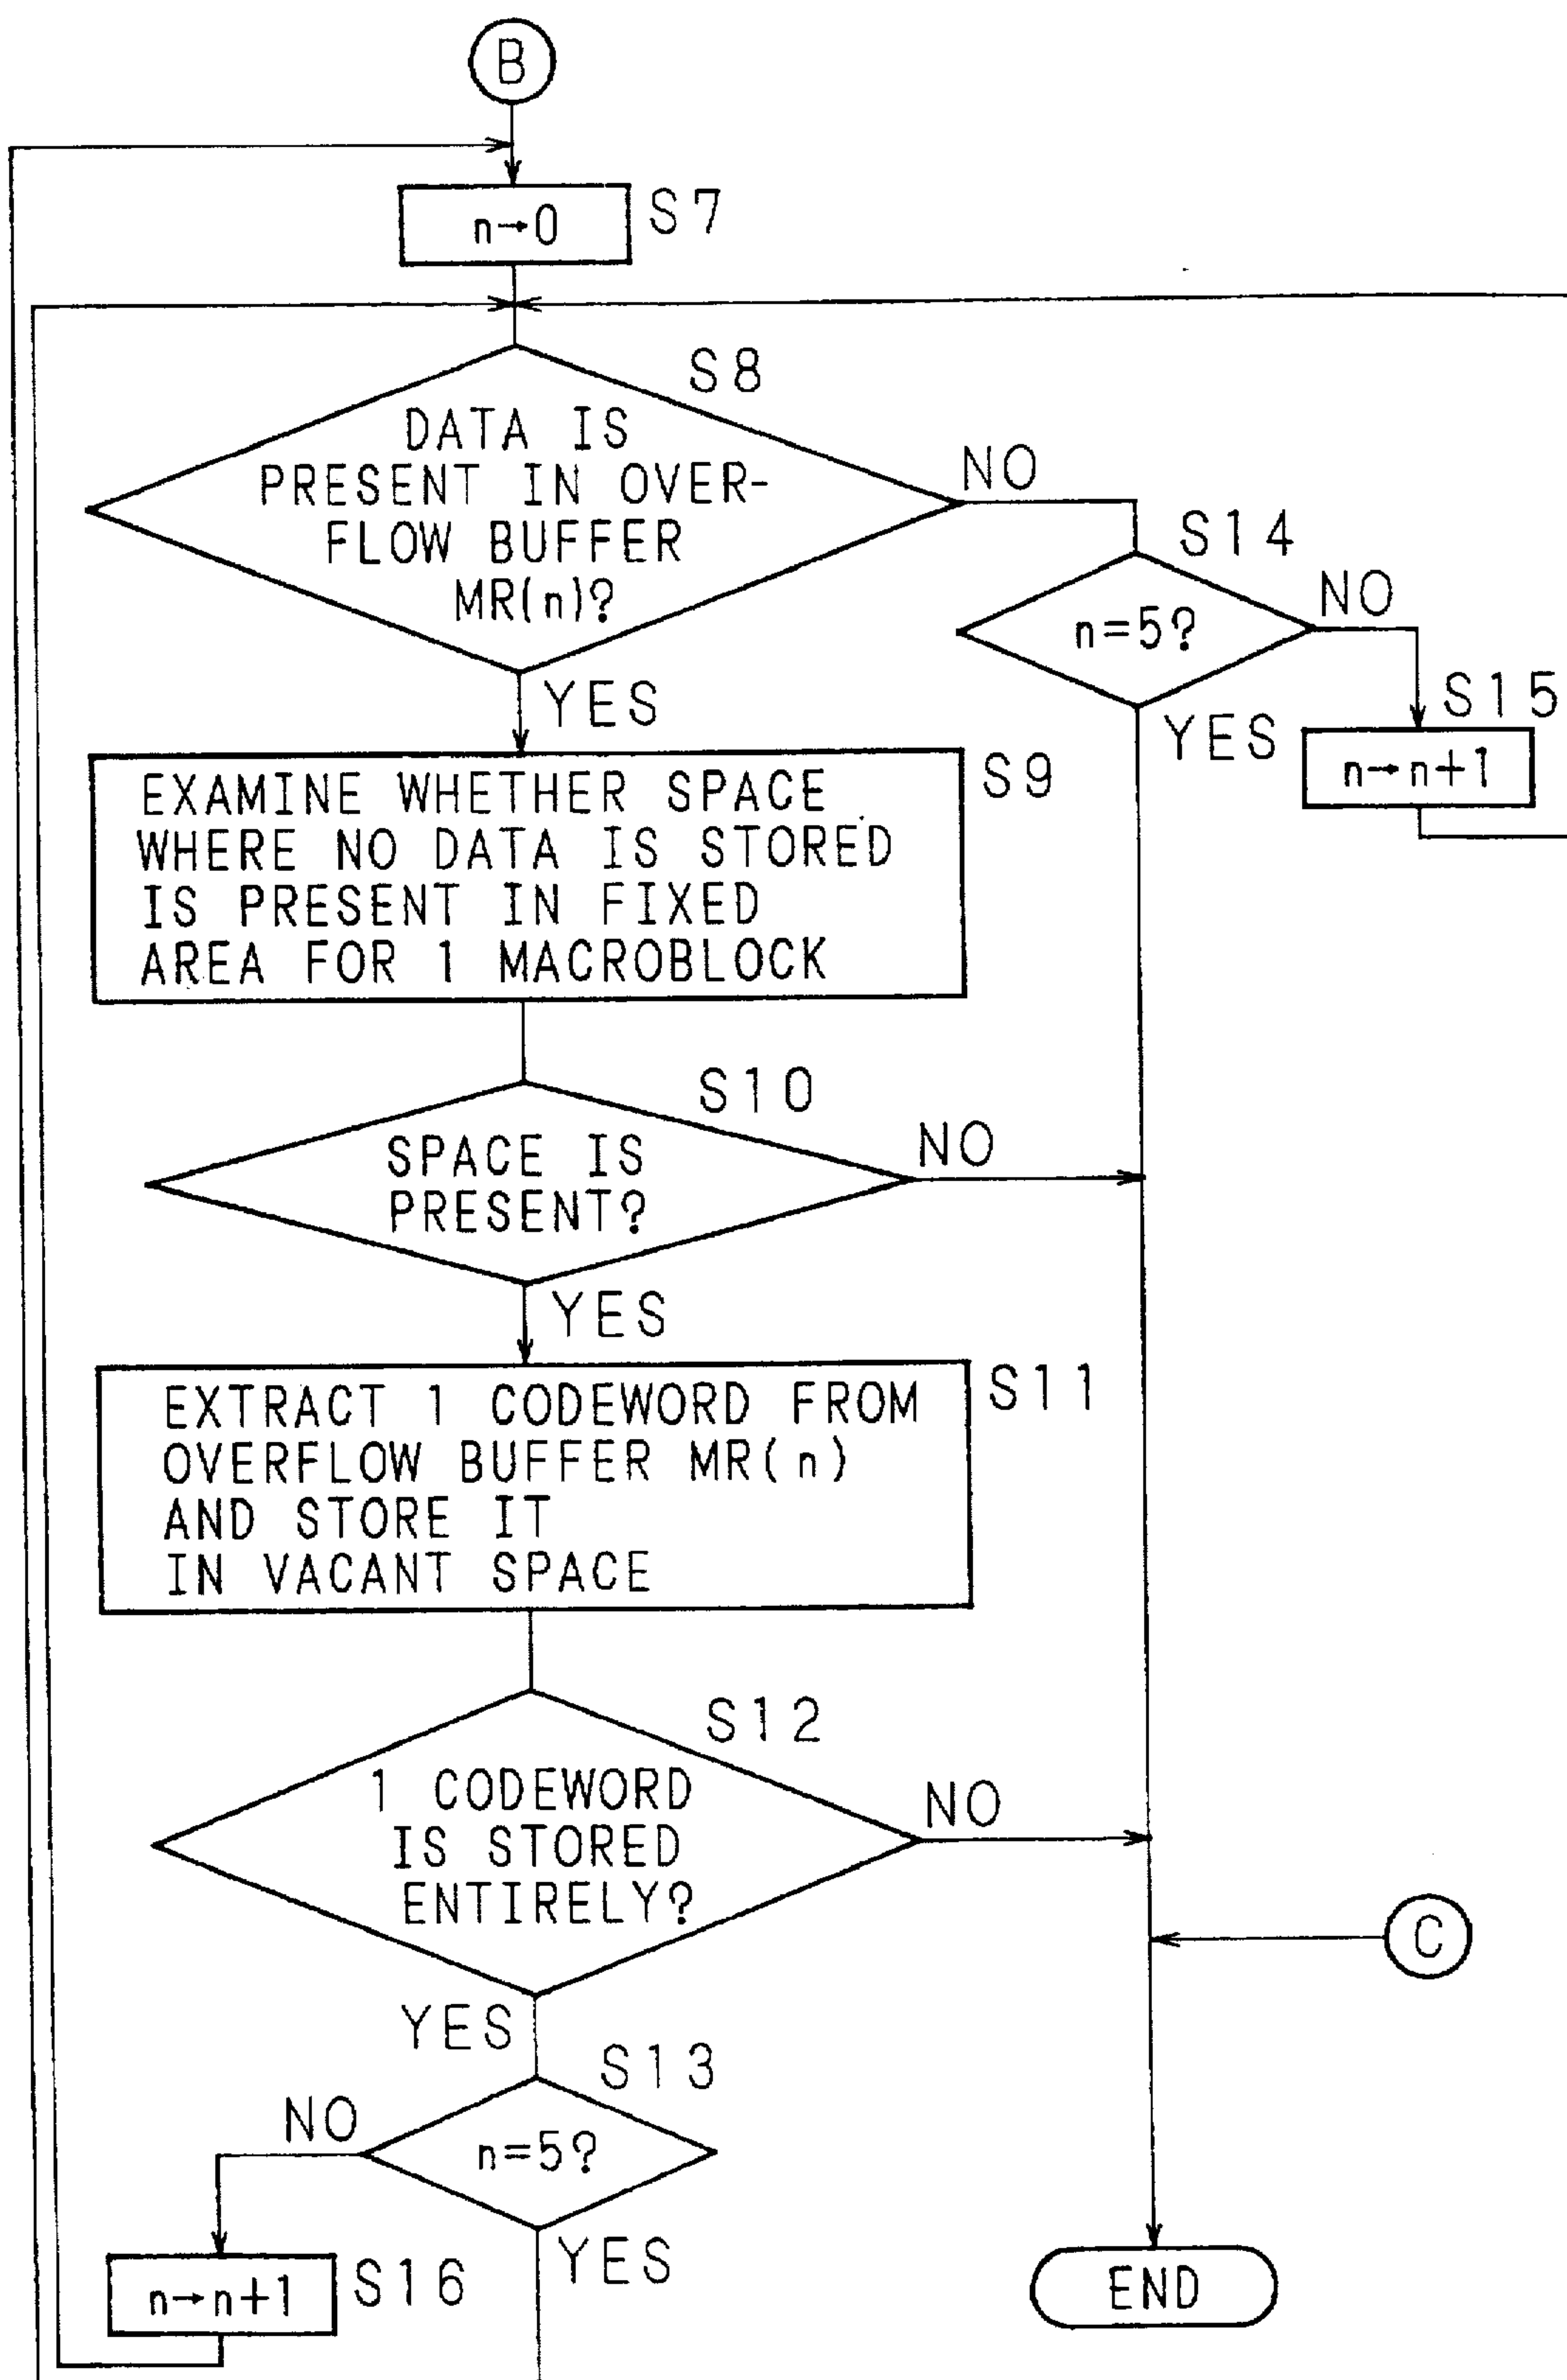 B
n→0
S7
S8
DATA IS
PRESENT IN OVER-
FLOW BUFFER
MR(n)?
NO
YES
S14
n=5?
NO
YES
S15
n→n+1
S9
EXAMINE WHETHER SPACE
WHERE NO DATA IS STORED
IS PRESENT IN FIXED
AREA FOR 1 MACROBLOCK
S10
SPACE IS
PRESENT?
NO
YES
S11
EXTRACT 1 CODEWORD FROM
OVERFLOW BUFFER MR(n)
AND STORE IT
IN VACANT SPACE
S12
1 CODEWORD
IS STORED
ENTIRELY?
NO
C
YES
S13
n=5?
NO
YES
n→n+1
S16
END